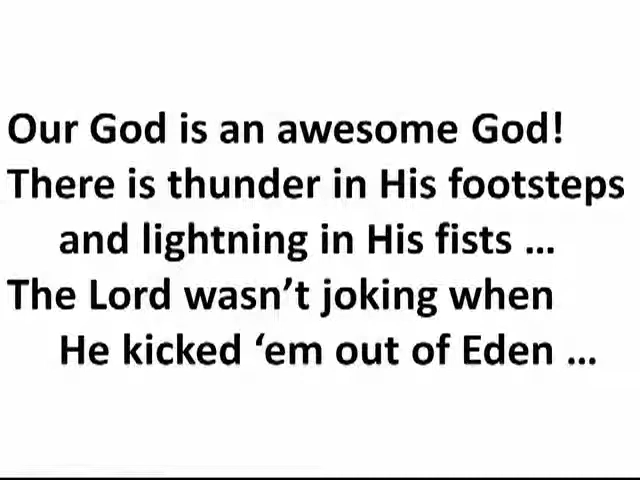 Our God is an awesome God!
There is thunder in His footsteps
and lightning in His fists ...
The Lord wasn’t joking when
He kicked ‘em out of Eden ...